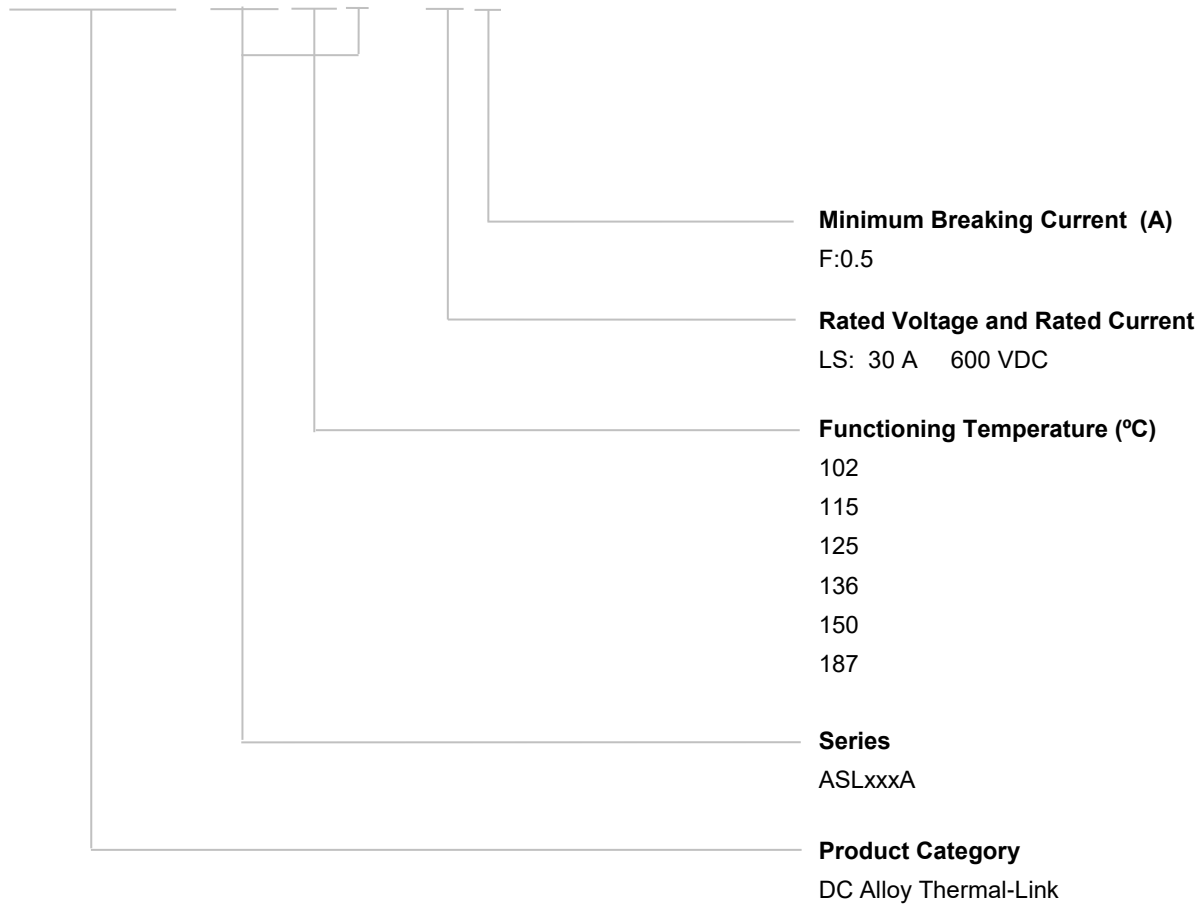 Minimum Breaking Current (A)
F:0.5
Rated Voltage and Rated Current
LS: 30 A 600 VDC
Functioning Temperature (ºC)
102
115
125
136
150
187
Series
ASLxxxA
Product Category
DC Alloy Thermal-Link